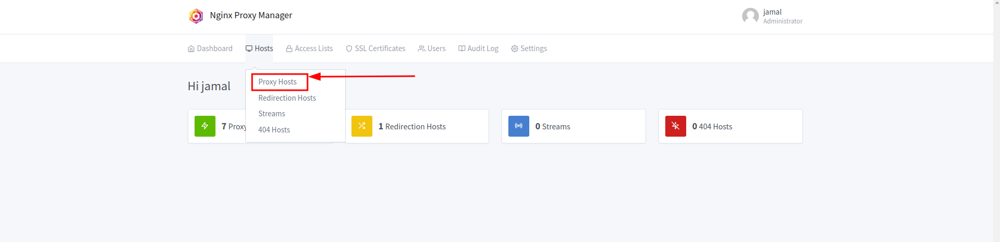 Nginx Proxy Manager
jamal
Administrator
Dashboard Hosts Access Lists SSL Certificates Users Audit Log Settings
Proxy Hosts
Hi jamal
Redirection Hosts
Streams
404 Hosts
7 Proxy
1 Redirection Hosts
0 Streams
0 404 Hosts